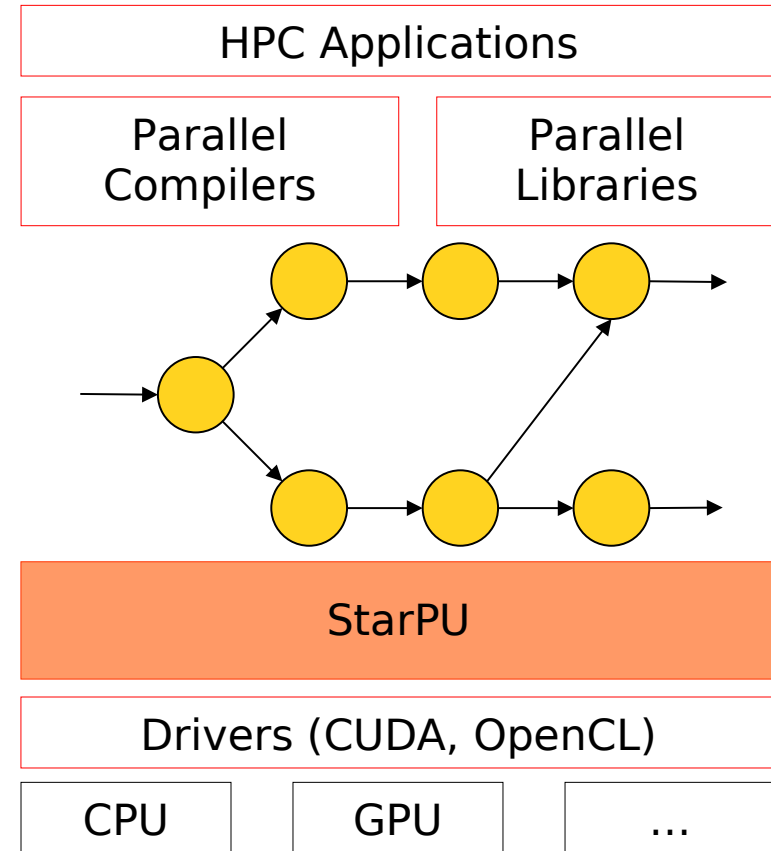 HPC Applications
Parallel
Compilers
Parallel
Libraries
StarPU
Drivers (CUDA, OpenCL)
CPU
GPU
...